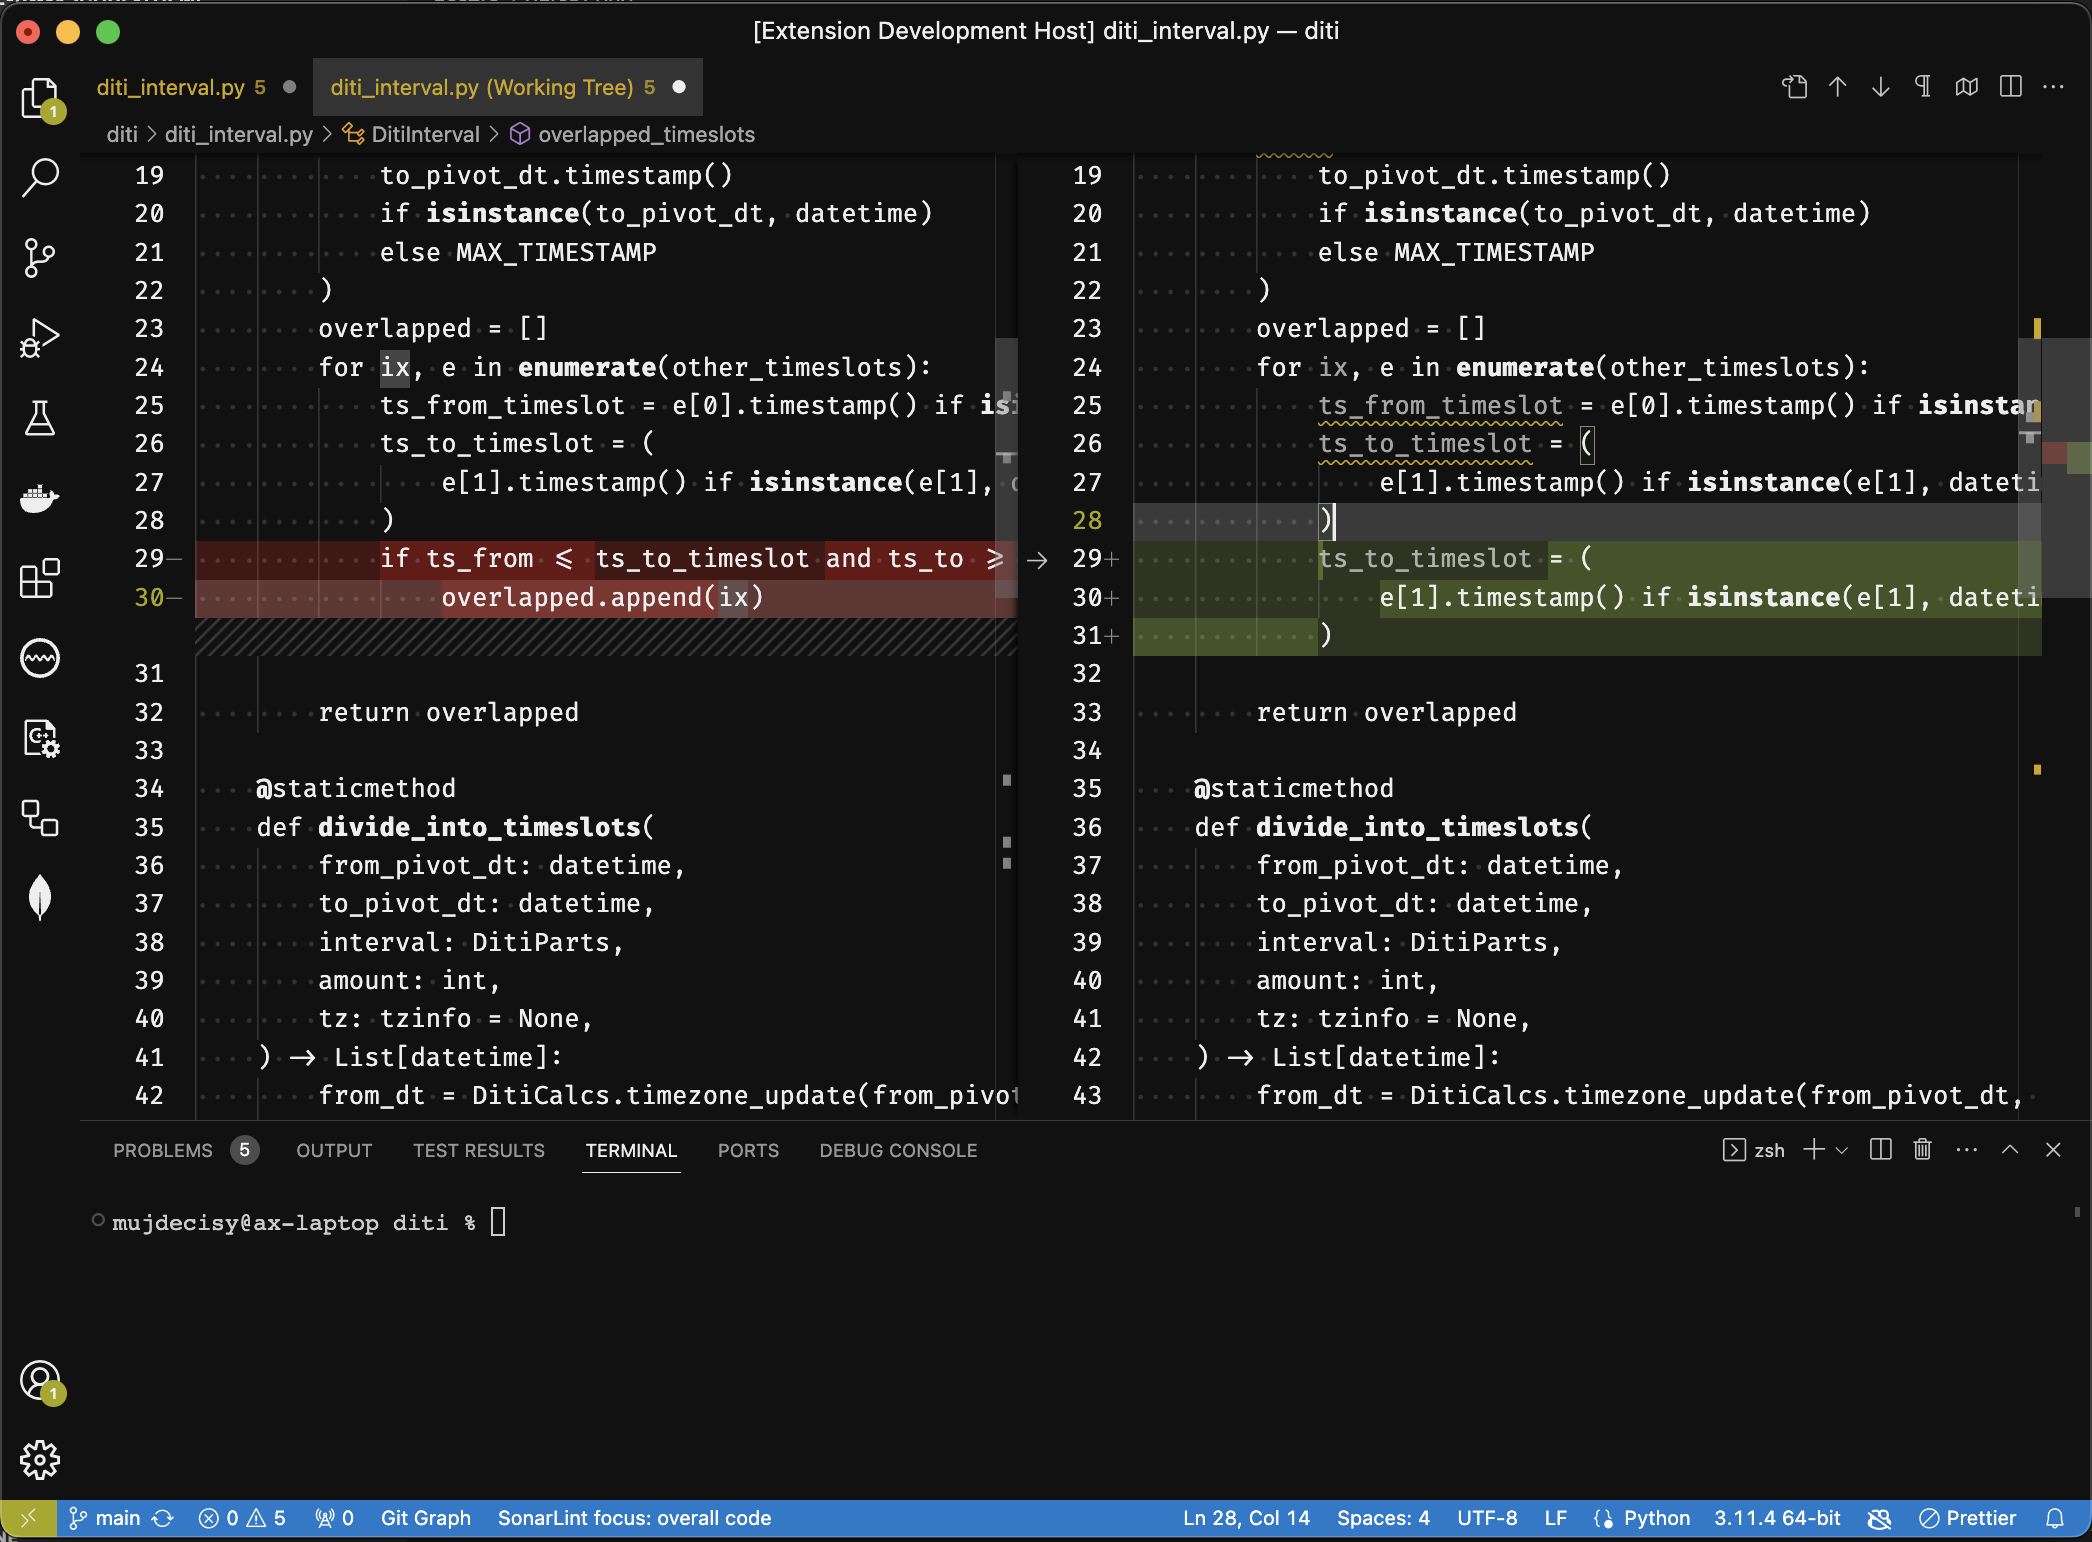 [Extension Development Host] diti_interval.py — diti
diti_interval.py 5
diti_interval.py (Working Tree) 5
1
diti > diti_interval.py > DitiInterval > overlapped_timeslots
19 to_pivot_dt.timestamp()
20 if isinstance(to_pivot_dt, datetime)
21 else MAX_TIMESTAMP
22 )
23 overlapped = []
24 for ix, e in enumerate(other_timeslots):
25 ts_from_timeslot = e[0].timestamp() if is
26 ts_to_timeslot = (
27 e[1].timestamp() if isinstance(e[1],
28 )
29— if ts_from <= ts_to_timeslot and ts_to >=
30— overlapped.append(ix)
31
32 return overlapped
33
34 @staticmethod
35 def divide_into_timeslots(
36 from_pivot_dt: datetime,
37 to_pivot_dt: datetime,
38 interval: DitiParts,
39 amount: int,
40 tz: tzinfo = None,
41 ) -> List[datetime]:
42 from_dt = DitiCalcs.timezone_update(from_pivot
19 to_pivot_dt.timestamp()
20 if isinstance(to_pivot_dt, datetime)
21 else MAX_TIMESTAMP
22 )
23 overlapped = []
24 for ix, e in enumerate(other_timeslots):
25 ts_from_timeslot = e[0].timestamp() if isinstan
26 ts_to_timeslot = (
27 e[1].timestamp() if isinstance(e[1], dateti
28 )
29+ ts_to_timeslot = (
30+ e[1].timestamp() if isinstance(e[1], dateti
31+ )
32
33 return overlapped
34
35 @staticmethod
36 def divide_into_timeslots(
37 from_pivot_dt: datetime,
38 to_pivot_dt: datetime,
39 interval: DitiParts,
40 amount: int,
41 tz: tzinfo = None,
42 ) -> List[datetime]:
43 from_dt = DitiCalcs.timezone_update(from_pivot_dt,
PROBLEMS 5 OUTPUT TEST RESULTS TERMINAL PORTS DEBUG CONSOLE
zsh
mujdecisy@ax-laptop diti %
1
main 0 5 0 Git Graph SonarLint focus: overall code
Ln 28, Col 14 Spaces: 4 UTF-8 LF Python 3.11.4 64-bit Prettier